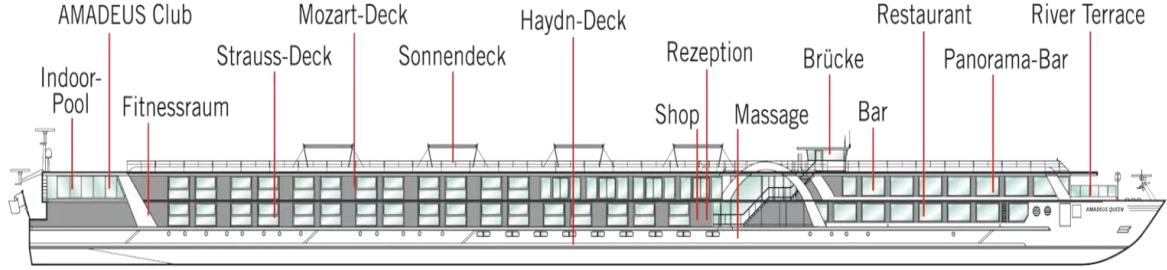 AMADEUS Club
Mozart-Deck
Haydn-Deck
Restaurant
River Terrace
Strauss-Deck
Sonnendeck
Rezeption
Brücke
Panorama-Bar
Indoor-
Pool
Fitnessraum
Shop
Massage
Bar
AMADEUS QUEEN